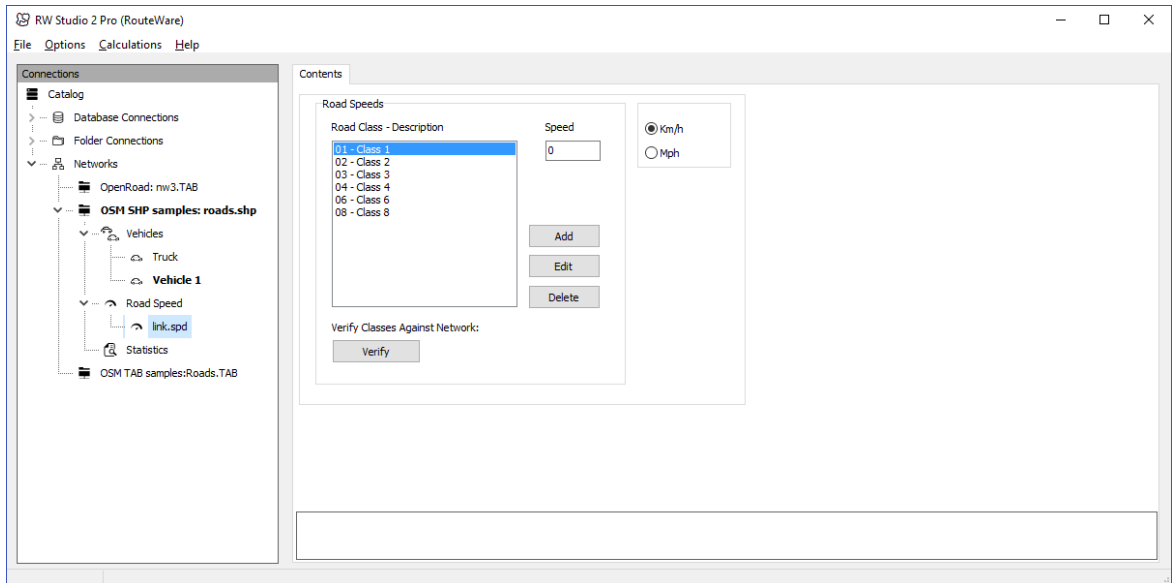 RW Studio 2 Pro (RouteWare)
File Options Calculations Help
Connections
Catalog
Database Connections
Folder Connections
Networks
OpenRoad: nw3.TAB
OSM SHP samples: roads.shp
Vehicles
Truck
Vehicle 1
Road Speed
link.spd
Statistics
OSM TAB samples:Roads.TAB
Contents
Road Speeds
Road Class - Description
Speed
01 - Class 1
02 - Class 2
03 - Class 3
04 - Class 4
06 - Class 6
08 - Class 8
0
Add
Edit
Delete
Verify Classes Against Network:
Verify
Km/h
Mph